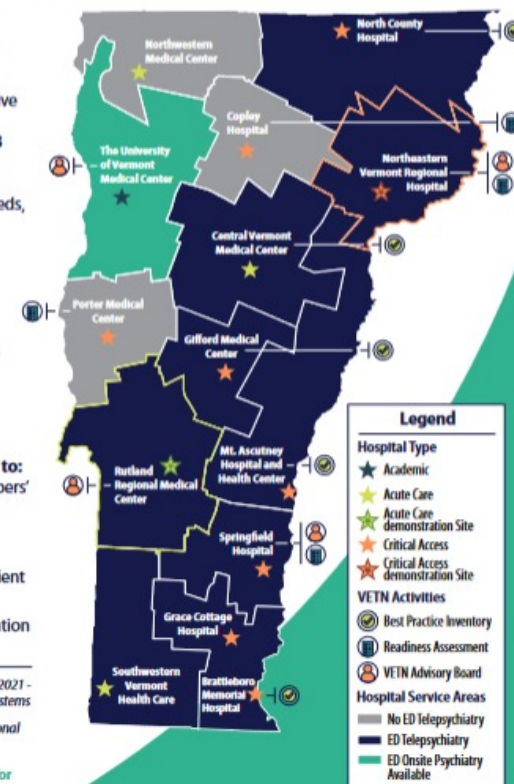 ve
eds,
to:
bers'
ient
tion
2021 -
stems
onal
or
Northwestern
Medical Center
North County
Hospital
Copley
Hospital
The University
of Vermont
Medical Center
Northeastern
Vermont Regional
Hospital
Central Vermont
Medical Center
Porter Medical
Center
Gifford Medical
Center
Rutland
Regional Medical
Center
Mt. Ascutney
Hospital and
Health Center
Springfield
Hospital
Grace Cottage
Hospital
Southwestern
Vermont
Health Care
Brattleboro
Memorial
Hospital
Legend
Hospital Type
Academic
Acute Care
Acute Care
demonstration Site
Critical Access
Critical Access
demonstration Site
VETN Activities
Best Practice Inventory
Readiness Assessment
VETN Advisory Board
Hospital Service Areas
No ED Telepsychiatry
ED Telepsychiatry
ED Onsite Psychiatry
Available